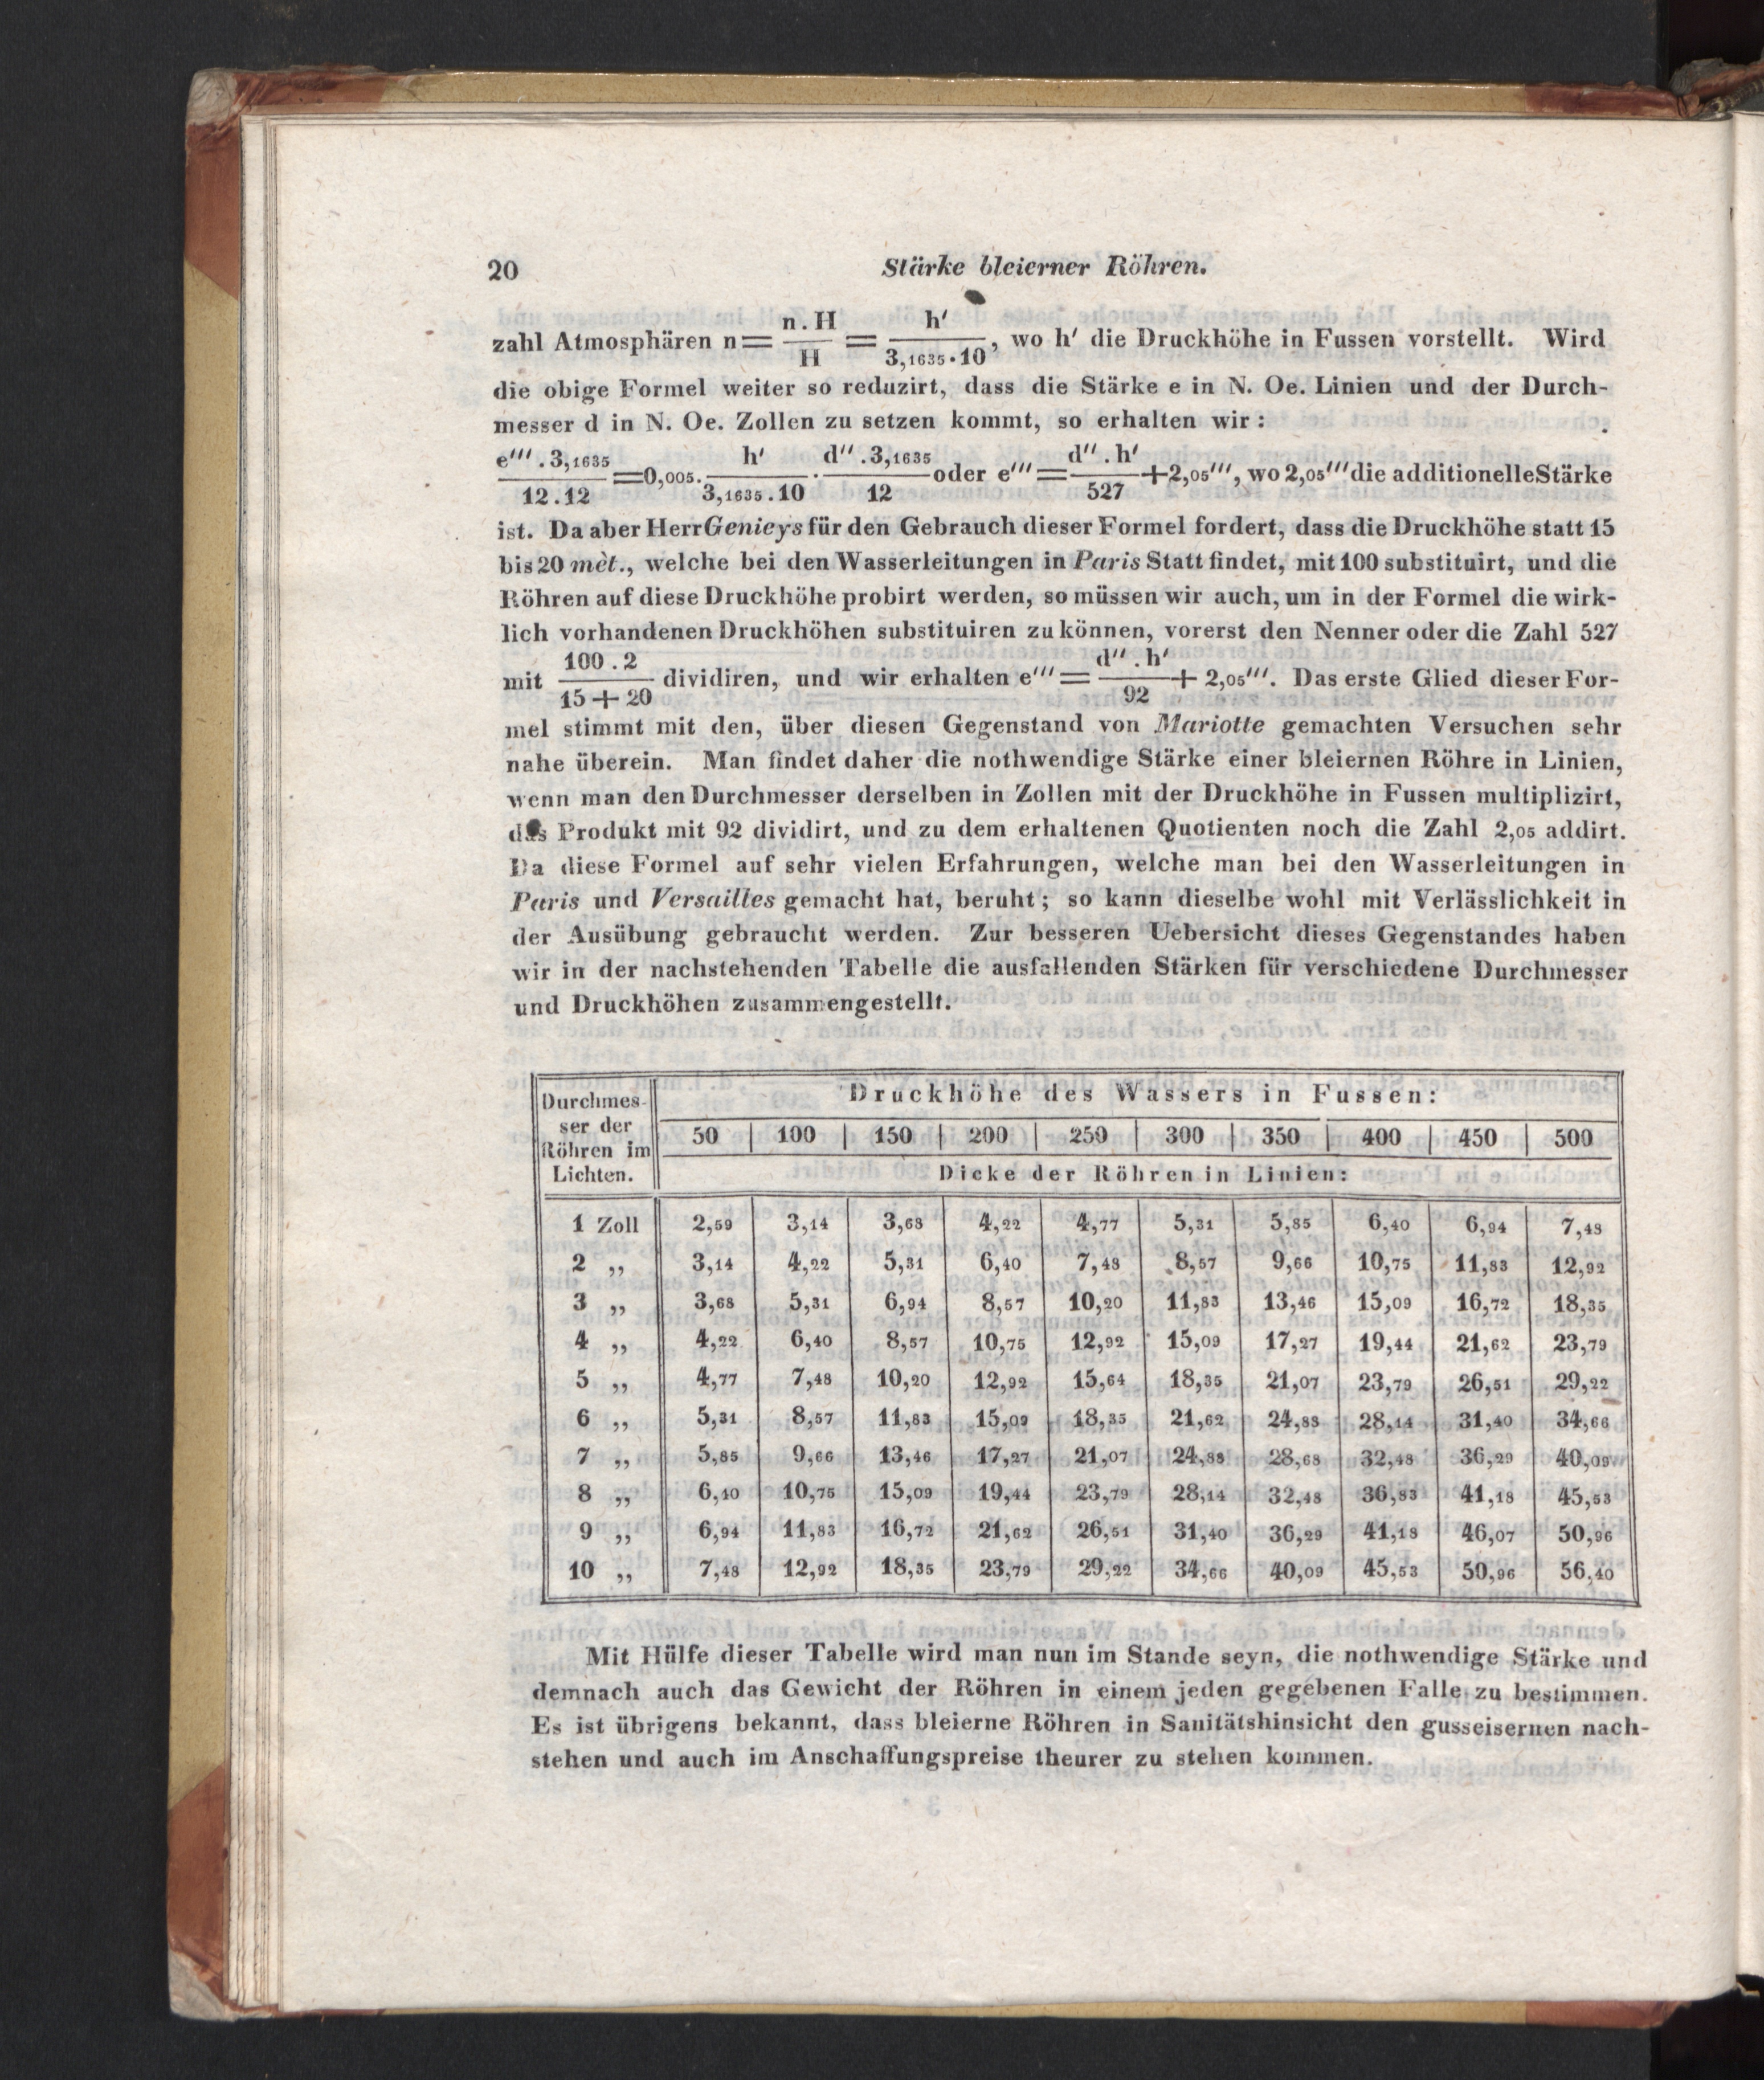 20 Stärke bleierner Röhren.
zahl Atmosphären n = n . H / H = h′ / 3,1635 · 10, wo h′ die Druckhöhe in Fussen vorstellt. Wird
die obige Formel weiter so reduzirt, dass die Stärke e in N. Oe. Linien und der Durch-
messer d in N. Oe. Zollen zu setzen kommt, so erhalten wir :
e′′′ . 3,1635 / 12 . 12 = 0,005 . h′ / 3,1635 . 10 · d′′ . 3,1635 / 12 oder e′′′ = d′′ . h′ / 527 + 2,05′′′, wo 2,05′′′ die additionelle Stärke
ist. Da aber Herr Genieys für den Gebrauch dieser Formel fordert, dass die Druckhöhe statt 15
bis 20 mèt., welche bei den Wasserleitungen in Paris Statt findet, mit 100 substituirt, und die
Röhren auf diese Druckhöhe probirt werden, so müssen wir auch, um in der Formel die wirk-
lich vorhandenen Druckhöhen substituiren zu können, vorerst den Nenner oder die Zahl 527
mit 100 . 2 / 15 + 20 dividiren, und wir erhalten e′′′ = d′′ . h′ / 92 + 2,05′′′. Das erste Glied dieser For-
mel stimmt mit den, über diesen Gegenstand von Mariotte gemachten Versuchen sehr
nahe überein. Man findet daher die nothwendige Stärke einer bleiernen Röhre in Linien,
wenn man den Durchmesser derselben in Zollen mit der Druckhöhe in Fussen multiplizirt,
das Produkt mit 92 dividirt, und zu dem erhaltenen Quotienten noch die Zahl 2,05 addirt.
Da diese Formel auf sehr vielen Erfahrungen, welche man bei den Wasserleitungen in
Paris und Versailles gemacht hat, beruht ; so kann dieselbe wohl mit Verlässlichkeit in
der Ausübung gebraucht werden. Zur besseren Uebersicht dieses Gegenstandes haben
wir in der nachstehenden Tabelle die ausfallenden Stärken für verschiedene Durchmesser
und Druckhöhen zusammengestellt.
Durchmes-
ser der
Röhren im
Lichten.
Druckhöhe des Wassers in Fussen:
50 100 150 200 250 300 350 400 450 500
Dicke der Röhren in Linien:
1 Zoll 2,59 3,14 3,68 4,22 4,77 5,31 5,85 6,40 6,94 7,48
2 „ 3,14 4,22 5,31 6,40 7,48 8,57 9,66 10,75 11,83 12,92
3 „ 3,68 5,31 6,94 8,57 10,20 11,83 13,46 15,09 16,72 18,35
4 „ 4,22 6,40 8,57 10,75 12,92 15,09 17,27 19,44 21,62 23,79
5 „ 4,77 7,48 10,20 12,92 15,64 18,35 21,07 23,79 26,51 29,22
6 „ 5,31 8,57 11,83 15,09 18,35 21,62 24,88 28,14 31,40 34,66
7 „ 5,85 9,66 13,46 17,27 21,07 24,88 28,68 32,48 36,29 40,09
8 „ 6,40 10,75 15,09 19,44 23,79 28,14 32,48 36,83 41,18 45,53
9 „ 6,94 11,83 16,72 21,62 26,51 31,40 36,29 41,18 46,07 50,96
10 „ 7,48 12,92 18,35 23,79 29,22 34,66 40,09 45,53 50,96 56,40
Mit Hülfe dieser Tabelle wird man nun im Stande seyn, die nothwendige Stärke und
demnach auch das Gewicht der Röhren in einem jeden gegebenen Falle zu bestimmen.
Es ist übrigens bekannt, dass bleierne Röhren in Sanitätshinsicht den gusseisernen nach-
stehen und auch im Anschaffungspreise theurer zu stehen kommen.